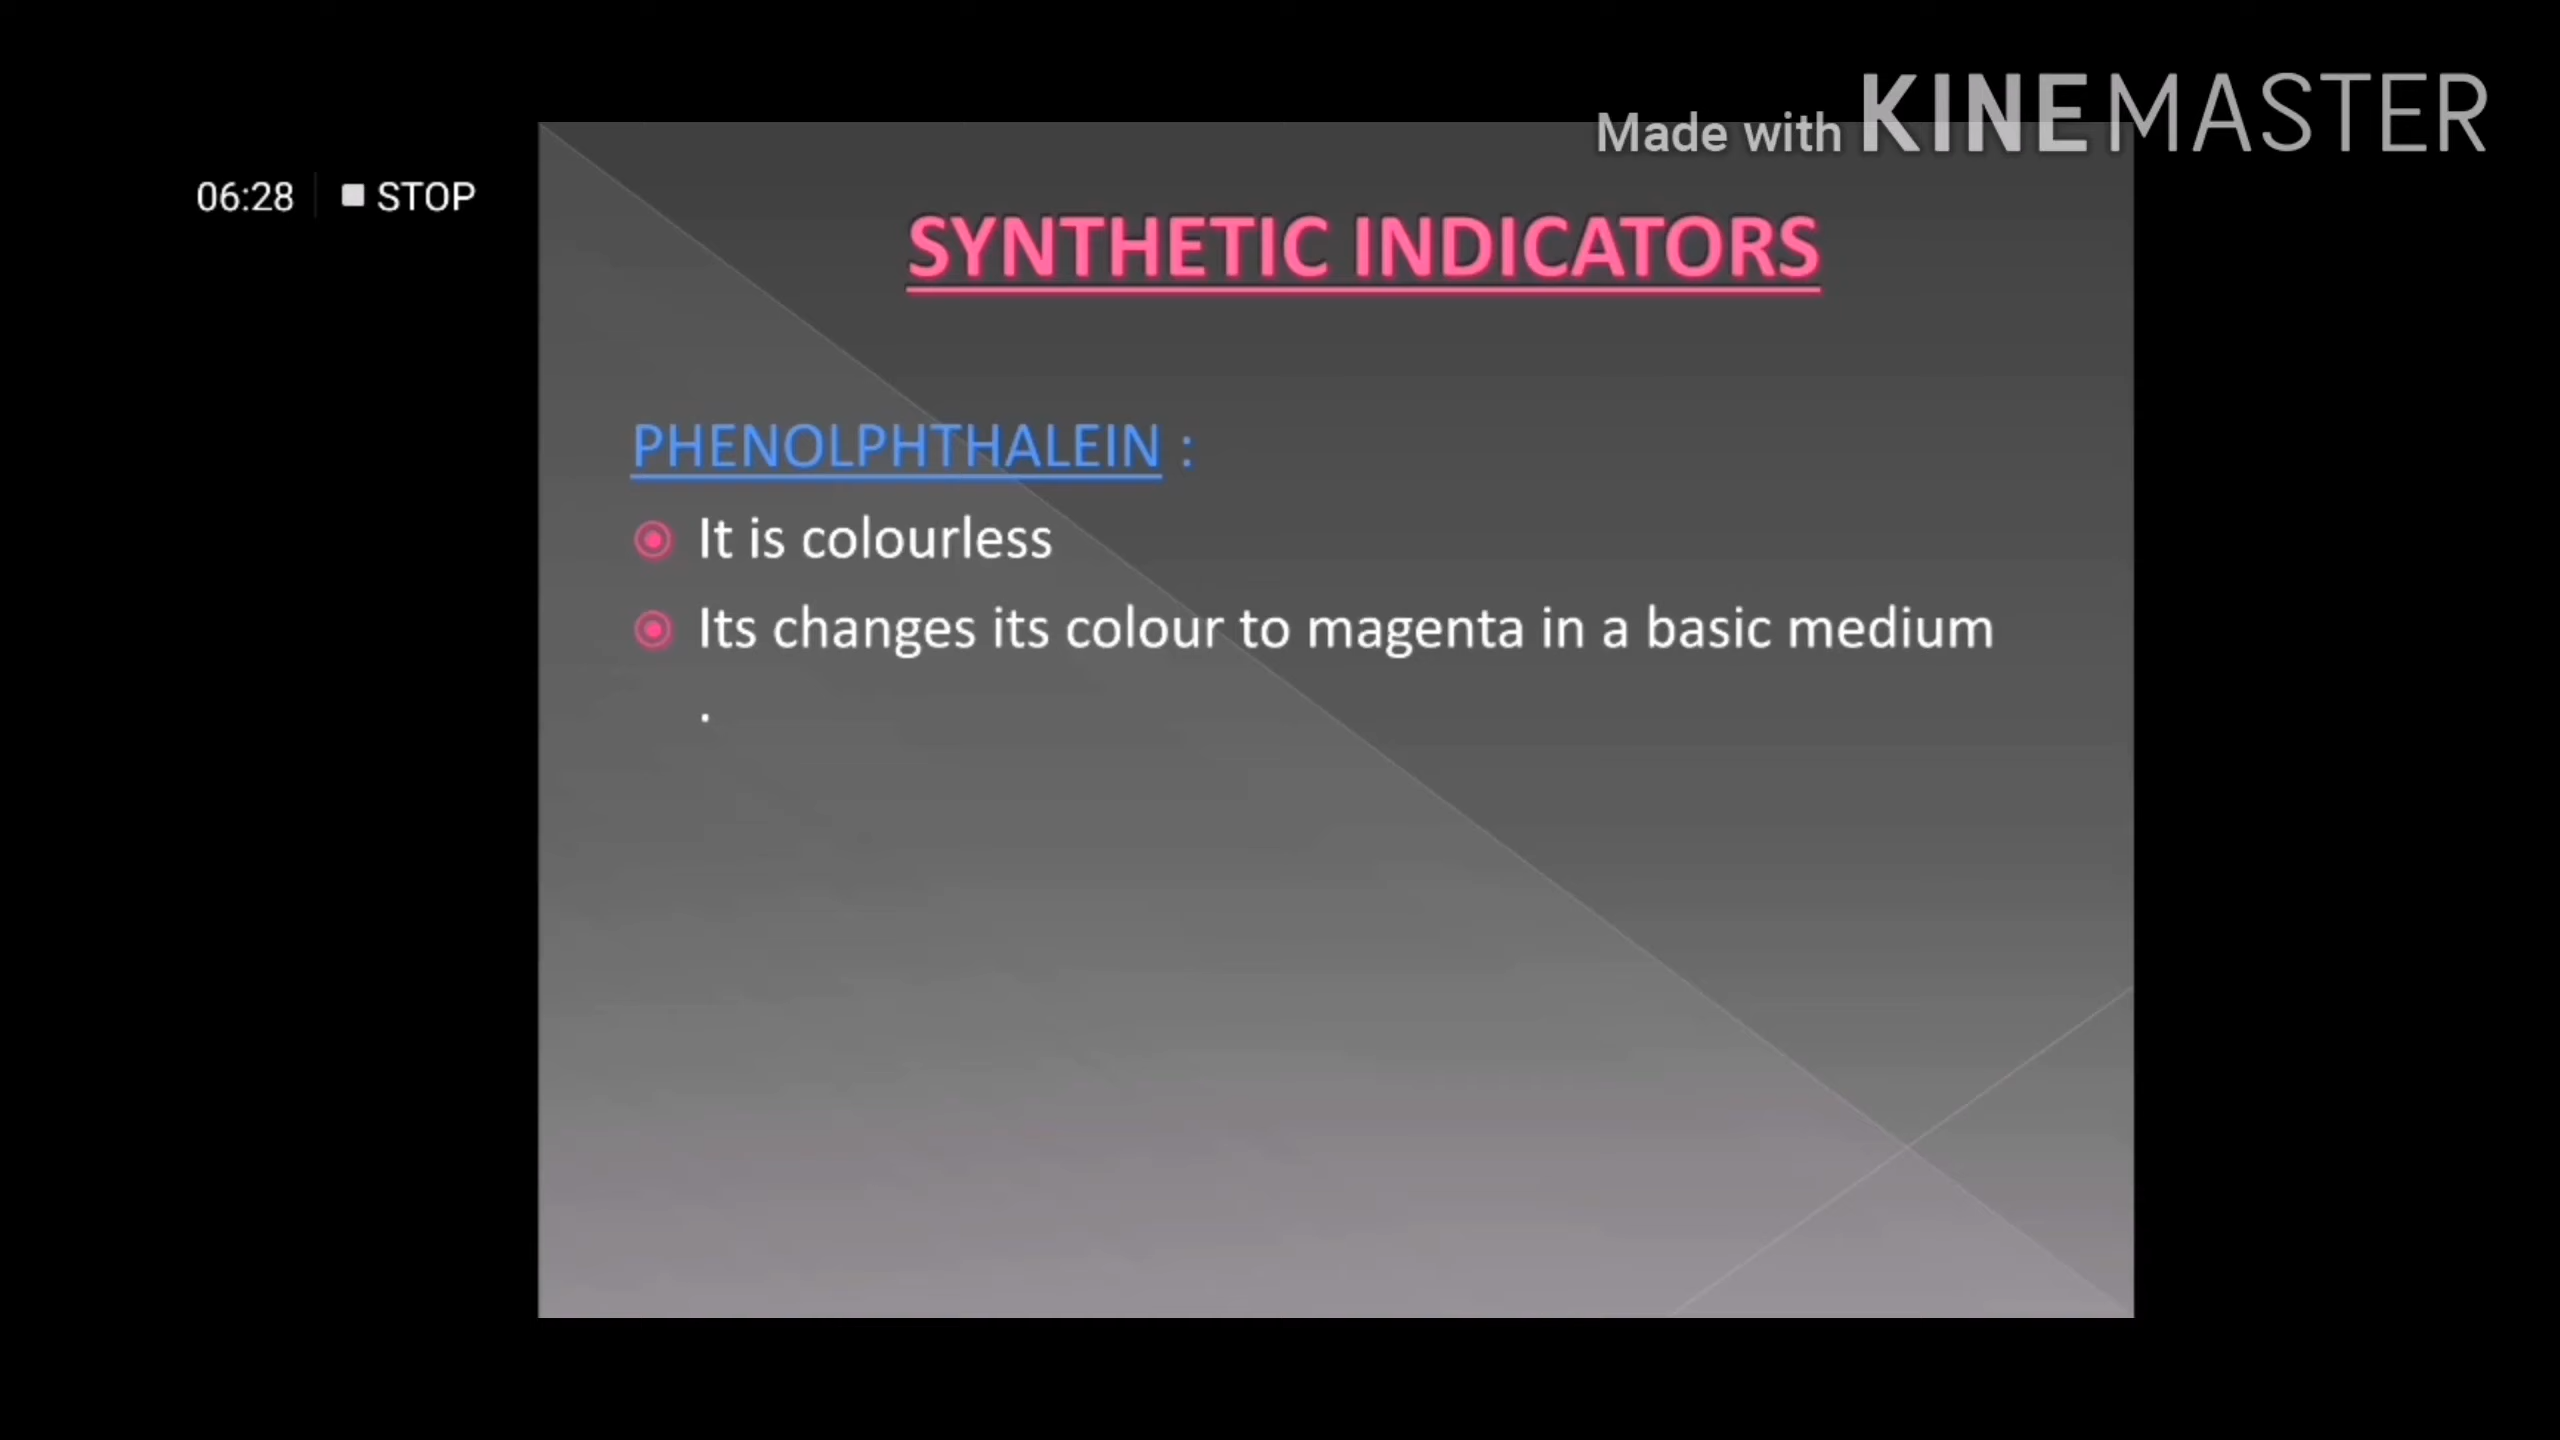 Made with KINEMASTER
06:28 STOP
SYNTHETIC INDICATORS
PHENOLPHTHALEIN :
It is colourless
Its changes its colour to magenta in a basic medium
.